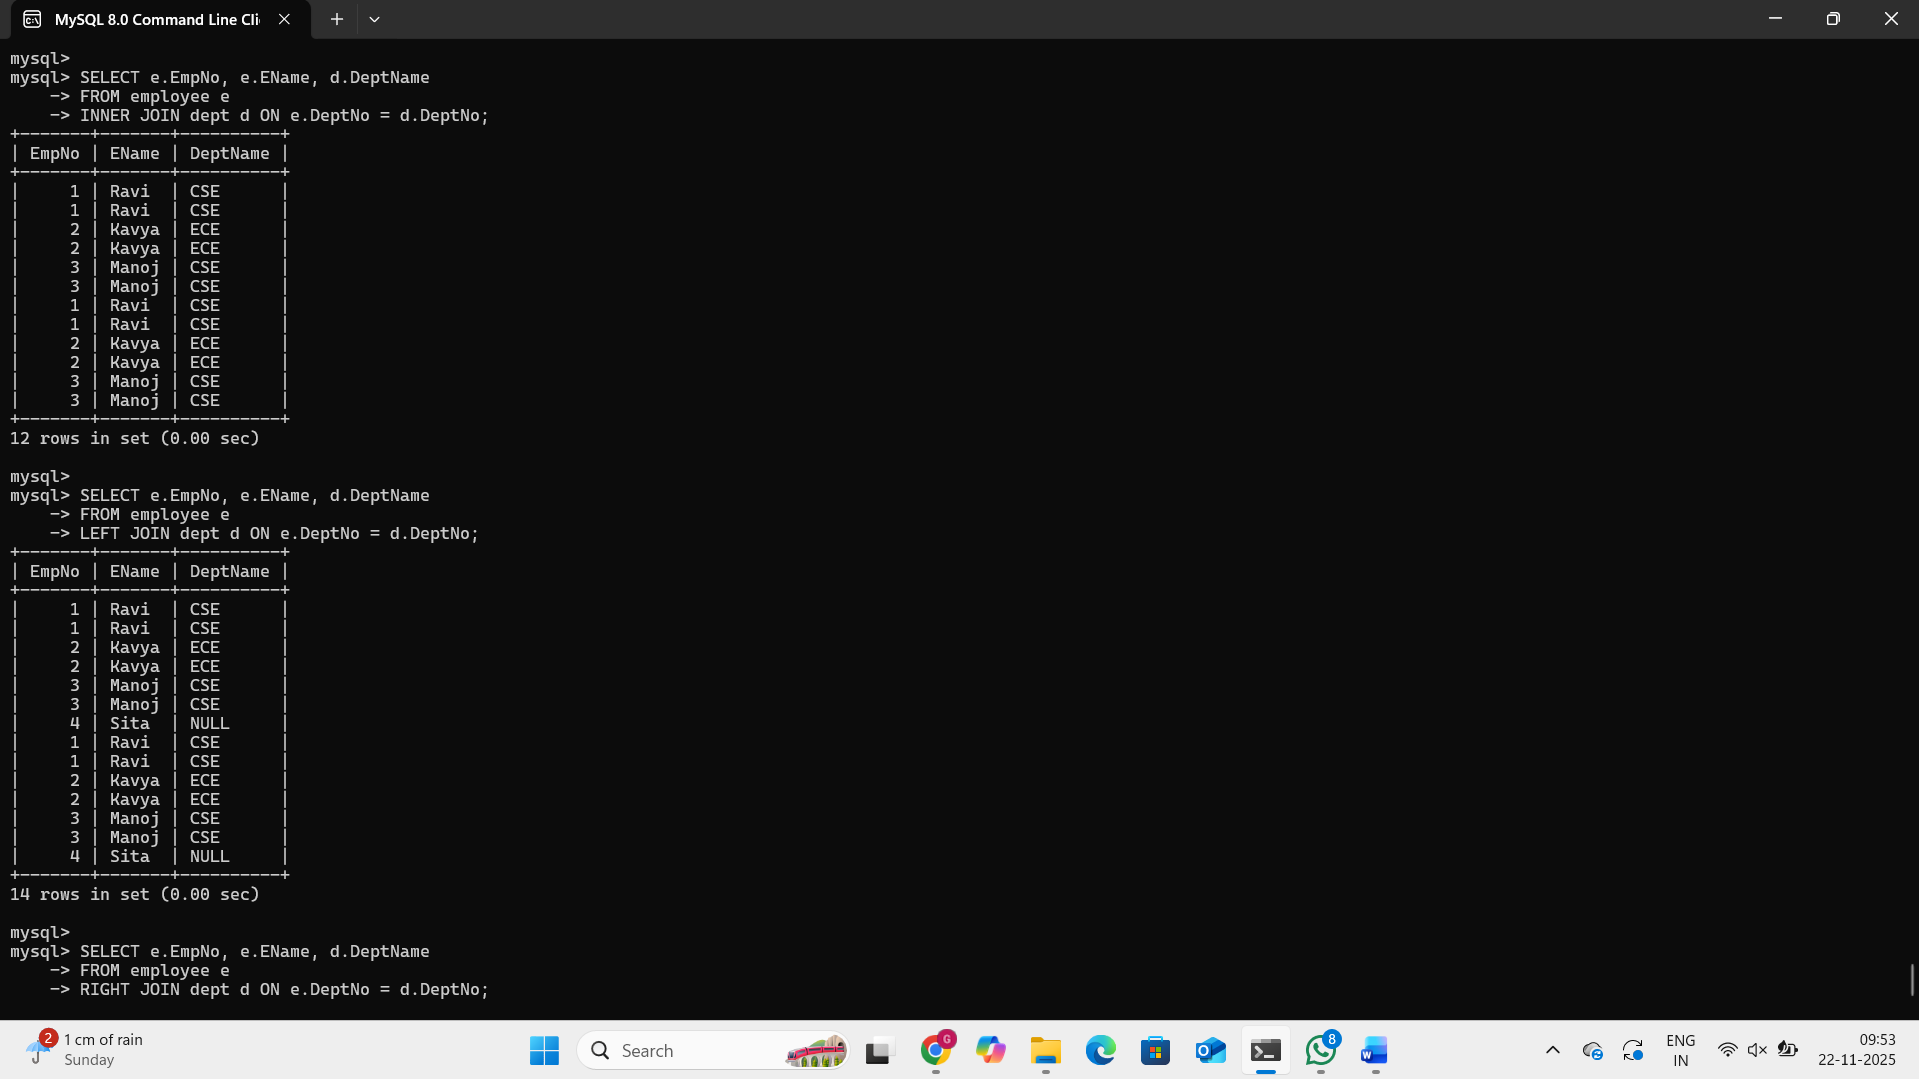 MySQL 8.0 Command Line Cli
mysql>
mysql> SELECT e.EmpNo, e.EName, d.DeptName
    -> FROM employee e
    -> INNER JOIN dept d ON e.DeptNo = d.DeptNo;
+-------+-------+----------+
| EmpNo | EName | DeptName |
+-------+-------+----------+
|     1 | Ravi  | CSE      |
|     1 | Ravi  | CSE      |
|     2 | Kavya | ECE      |
|     2 | Kavya | ECE      |
|     3 | Manoj | CSE      |
|     3 | Manoj | CSE      |
|     1 | Ravi  | CSE      |
|     1 | Ravi  | CSE      |
|     2 | Kavya | ECE      |
|     2 | Kavya | ECE      |
|     3 | Manoj | CSE      |
|     3 | Manoj | CSE      |
+-------+-------+----------+
12 rows in set (0.00 sec)
mysql>
mysql> SELECT e.EmpNo, e.EName, d.DeptName
    -> FROM employee e
    -> LEFT JOIN dept d ON e.DeptNo = d.DeptNo;
+-------+-------+----------+
| EmpNo | EName | DeptName |
+-------+-------+----------+
|     1 | Ravi  | CSE      |
|     1 | Ravi  | CSE      |
|     2 | Kavya | ECE      |
|     2 | Kavya | ECE      |
|     3 | Manoj | CSE      |
|     3 | Manoj | CSE      |
|     4 | Sita  | NULL     |
|     1 | Ravi  | CSE      |
|     1 | Ravi  | CSE      |
|     2 | Kavya | ECE      |
|     2 | Kavya | ECE      |
|     3 | Manoj | CSE      |
|     3 | Manoj | CSE      |
|     4 | Sita  | NULL     |
+-------+-------+----------+
14 rows in set (0.00 sec)
mysql>
mysql> SELECT e.EmpNo, e.EName, d.DeptName
    -> FROM employee e
    -> RIGHT JOIN dept d ON e.DeptNo = d.DeptNo;
2
1 cm of rain
Sunday
Search
G
8
ENG
IN
09:53
22-11-2025